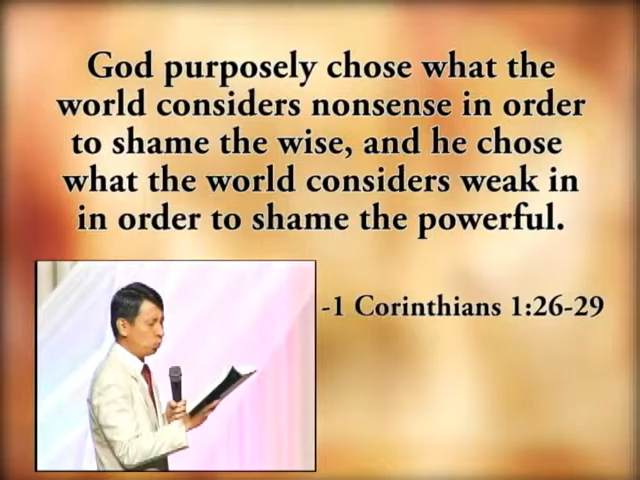 God purposely chose what the
world considers nonsense in order
to shame the wise, and he chose
what the world considers weak in
in order to shame the powerful.
-1 Corinthians 1:26-29